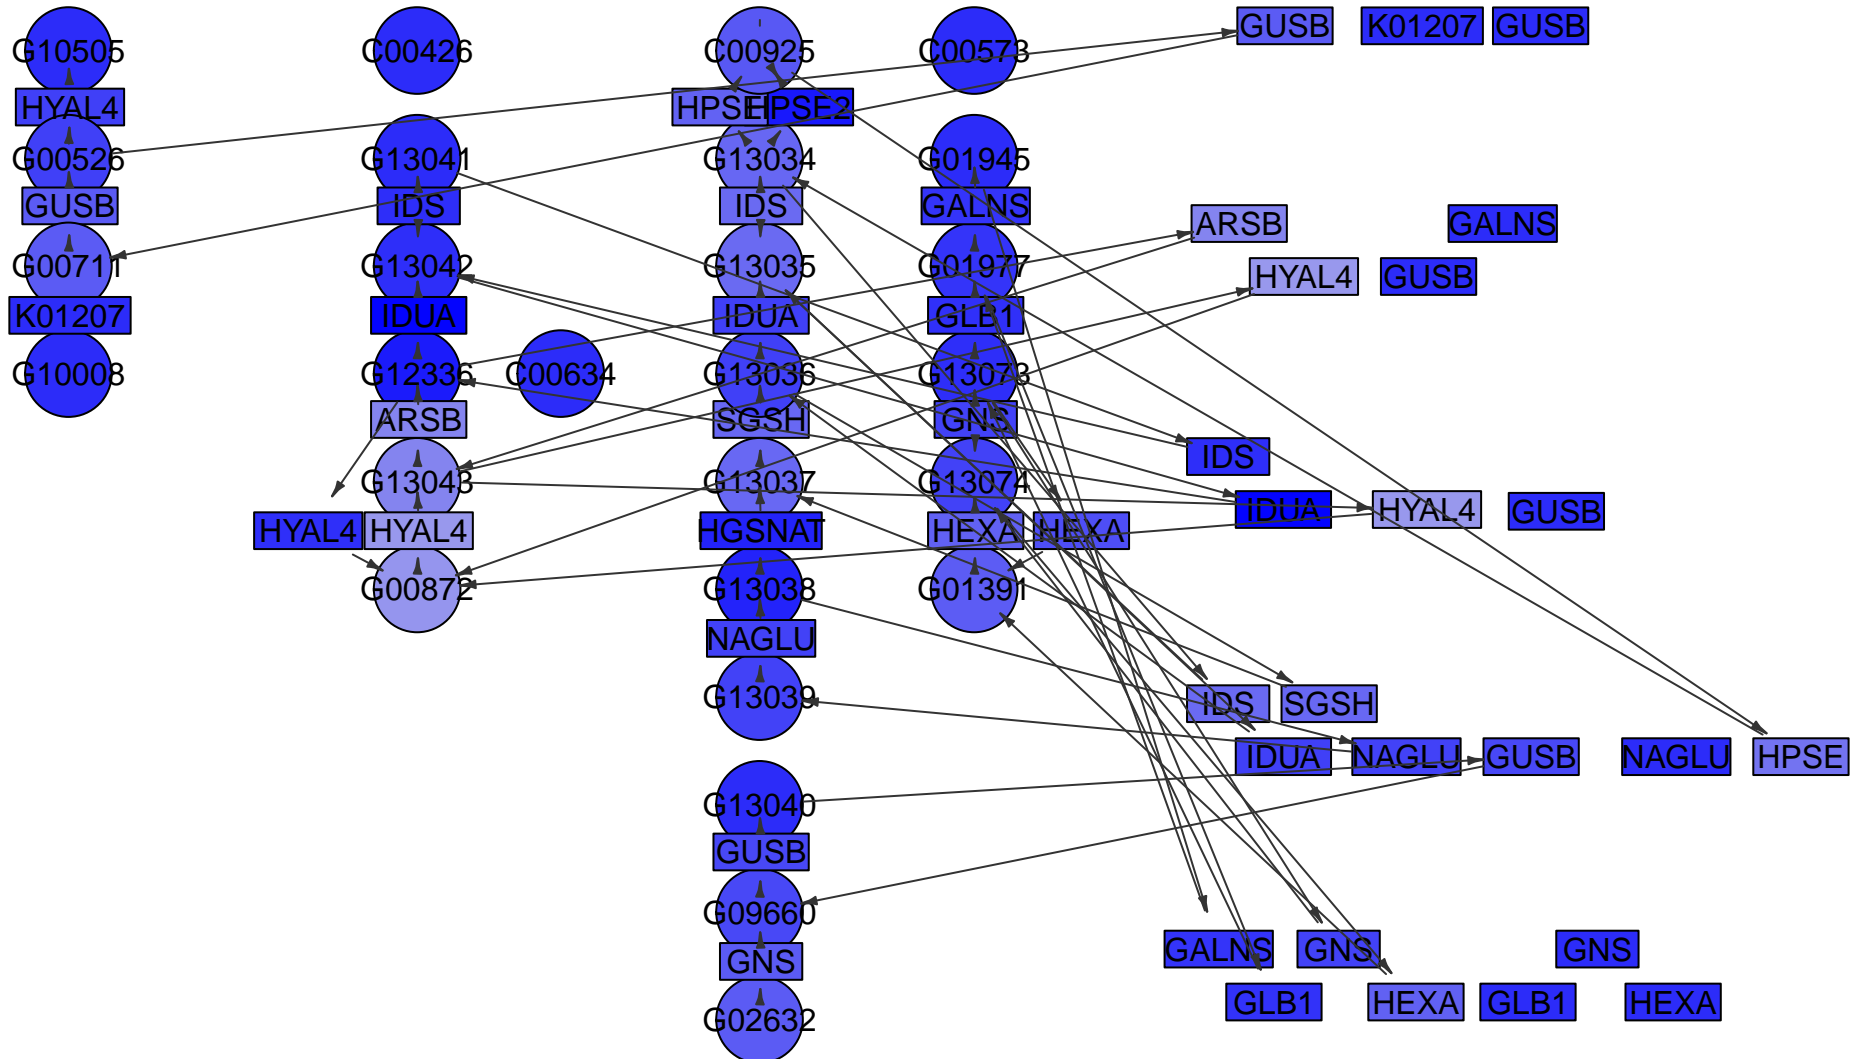 G10505
C00426
C00925
C00573
GUSB
K01207
GUSB
HYAL4
HPSE
HPSE2
G00526
G13041
G13034
G01945
GUSB
IDS
IDS
GALNS
ARSB
GALNS
G00711
G13042
G13035
G01977
HYAL4
GUSB
K01207
IDUA
IDUA
GLB1
G10008
G12336
C00634
G13036
G13073
ARSB
SGSH
GNS
IDS
G13043
G13037
G13074
IDUA
HYAL4
GUSB
HYAL4
HYAL4
HGSNAT
HEXA
HEXA
G00872
G13038
G01391
NAGLU
G13039
IDS
SGSH
IDUA
NAGLU
GUSB
NAGLU
HPSE
G13040
GUSB
G09660
GALNS
GNS
GNS
GNS
GLB1
HEXA
GLB1
HEXA
G02632